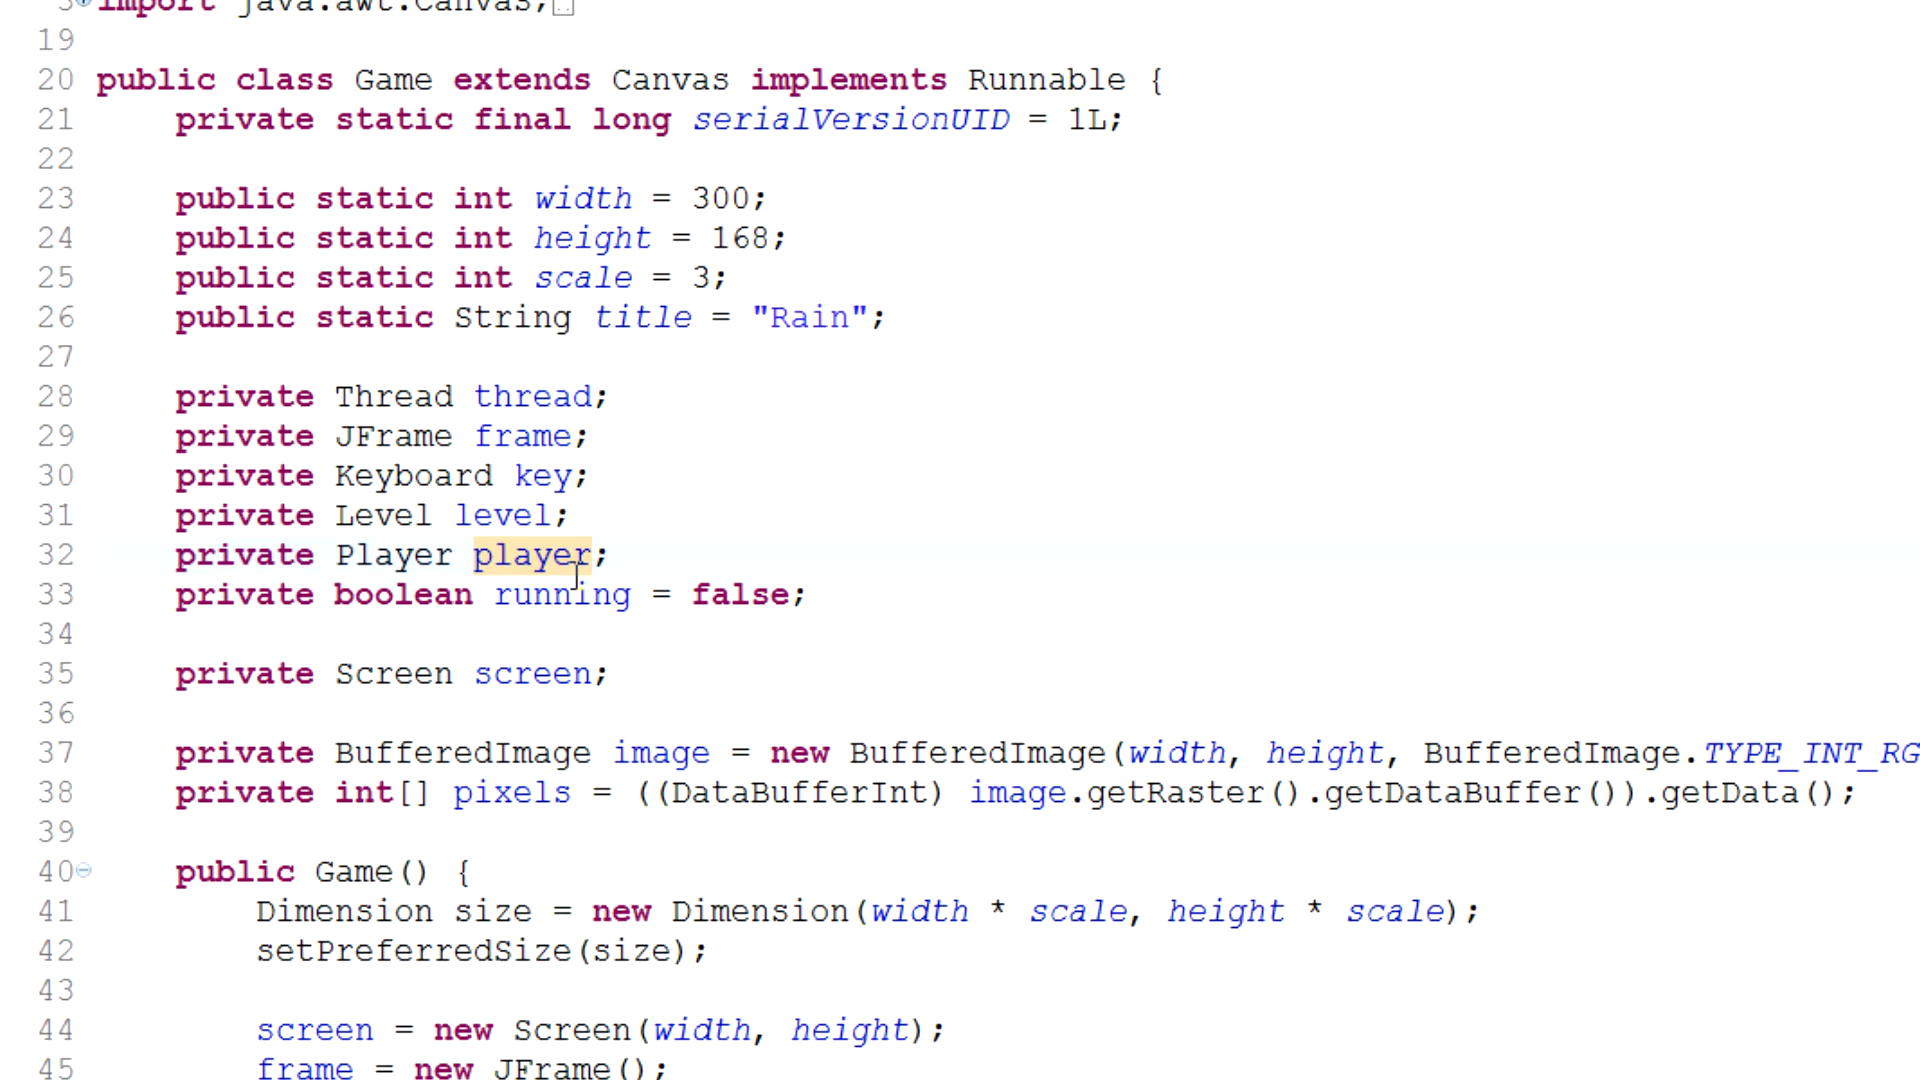 import java.awt.Canvas;
19
20 public class Game extends Canvas implements Runnable {
21 private static final long serialVersionUID = 1L;
22
23 public static int width = 300;
24 public static int height = 168;
25 public static int scale = 3;
26 public static String title = "Rain";
27
28 private Thread thread;
29 private JFrame frame;
30 private Keyboard key;
31 private Level level;
32 private Player player;
33 private boolean running = false;
34
35 private Screen screen;
36
37 private BufferedImage image = new BufferedImage(width, height, BufferedImage.TYPE_INT_RG
38 private int[] pixels = ((DataBufferInt) image.getRaster().getDataBuffer()).getData();
39
40 public Game() {
41 Dimension size = new Dimension(width * scale, height * scale);
42 setPreferredSize(size);
43
44 screen = new Screen(width, height);
45 frame = new JFrame();